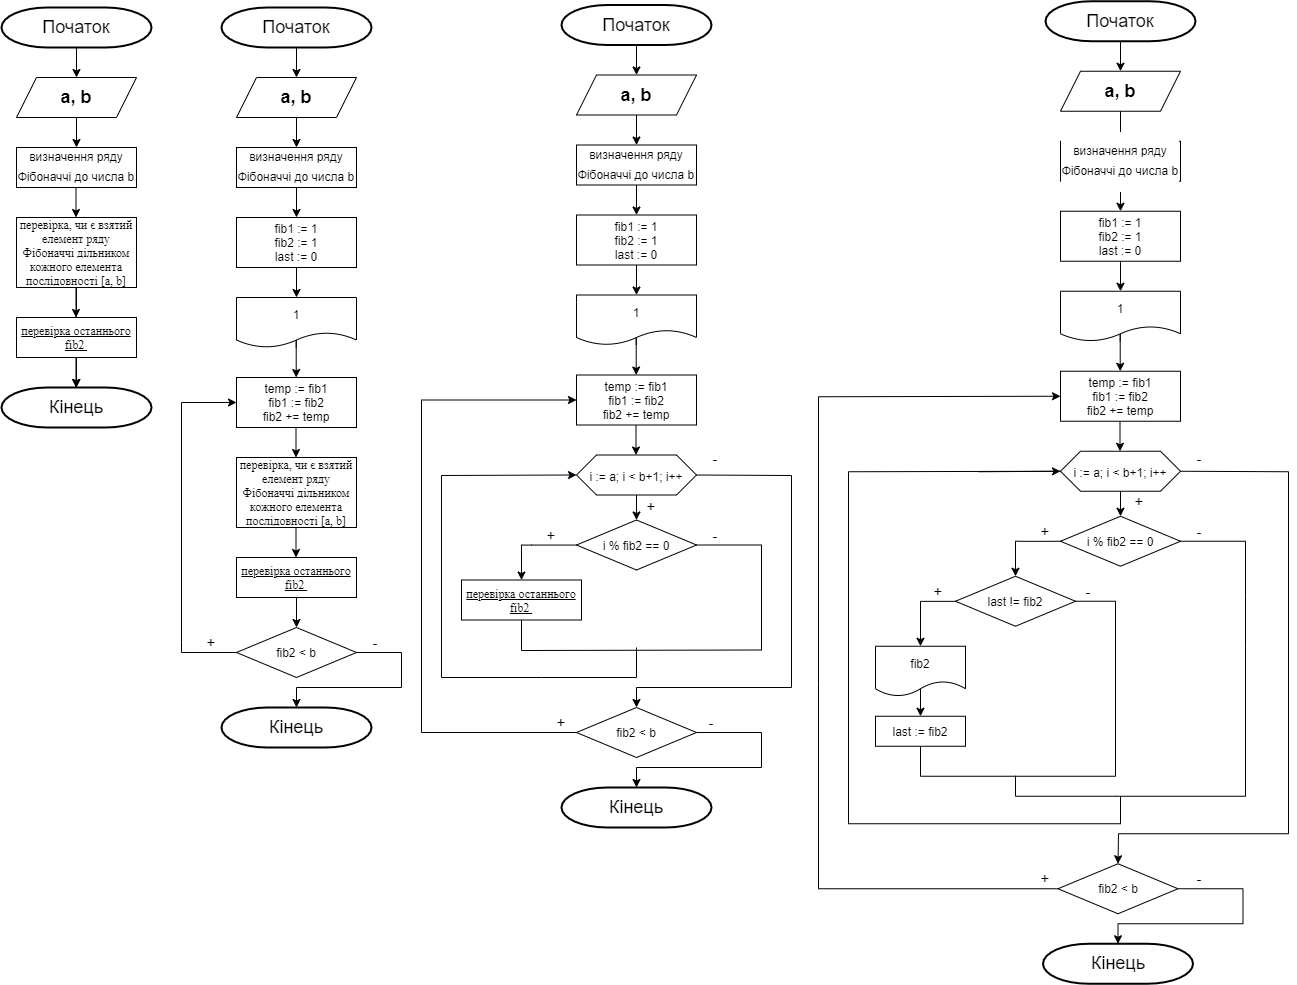 Початок
a, b
визначення ряду
Фібоначчі до числа b
перевірка, чи є взятий
елемент ряду
Фібоначчі дільником
кожного елемента
послідовності [a, b]
перевірка останнього
fib2
Кінець
Початок
a, b
визначення ряду
Фібоначчі до числа b
fib1 := 1
fib2 := 1
last := 0
1
temp := fib1
fib1 := fib2
fib2 += temp
перевірка, чи є взятий
елемент ряду
Фібоначчі дільником
кожного елемента
послідовності [a, b]
перевірка останнього
fib2
+
fib2 < b
-
Кінець
Початок
a, b
визначення ряду
Фібоначчі до числа b
fib1 := 1
fib2 := 1
last := 0
1
temp := fib1
fib1 := fib2
fib2 += temp
i := a; i < b+1; i++
-
+
+
i % fib2 == 0
-
перевірка останнього
fib2
+
fib2 < b
-
Кінець
Початок
a, b
визначення ряду
Фібоначчі до числа b
fib1 := 1
fib2 := 1
last := 0
1
temp := fib1
fib1 := fib2
fib2 += temp
i := a; i < b+1; i++
-
+
+
i % fib2 == 0
-
+
last != fib2
-
fib2
last := fib2
+
fib2 < b
-
Кінець